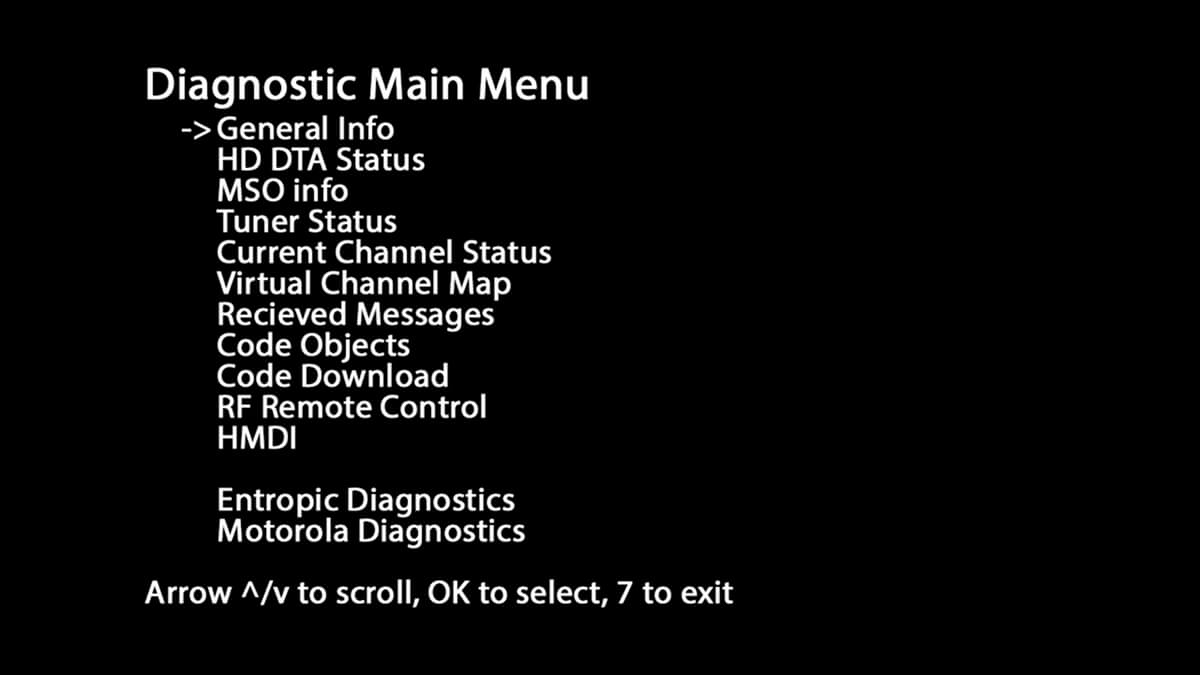 Diagnostic Main Menu
->General Info
HD DTA Status
MSO info
Tuner Status
Current Channel Status
Virtual Channel Map
Recieved Messages
Code Objects
Code Download
RF Remote Control
HMDI
Entropic Diagnostics
Motorola Diagnostics
Arrow ^/v to scroll, OK to select, 7 to exit